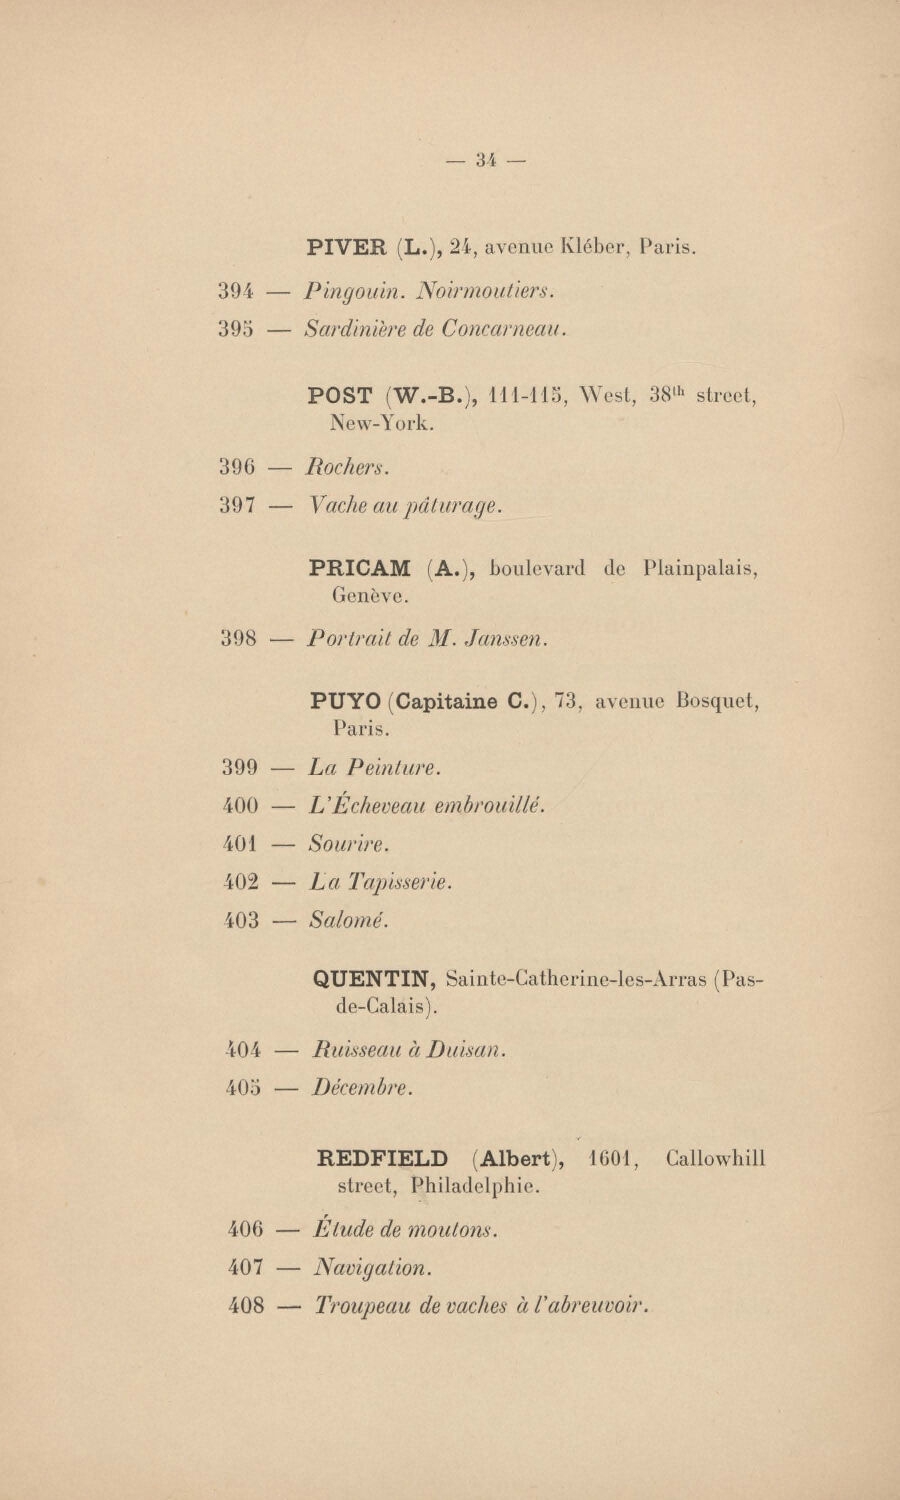 — 34 —
PIVER (L.), 24, avenue Kléber, Paris.
394 — Pingouin. Noirmoutiers.
395 — Sardinière de Concarneau.
POST (W.-B.), 111-115, West, 38th street,
New-York.
396 — Rochers.
397 — Vache au pâturage.
PRICAM (A.), boulevard de Plainpalais,
Genève.
398 — Portrait de M. Janssen.
PUYO (Capitaine C.), 73, avenue Bosquet,
Paris.
399 — La Peinture.
400 — L'Écheveau embrouillé.
401 — Sourire.
402 — La Tapisserie.
403 — Salomé.
QUENTIN, Sainte-Catherine-les-Arras (Pas-
de-Calais).
404 — Ruisseau à Duisan.
405 — Décembre.
REDFIELD (Albert), 1601, Callowhill
street, Philadelphie.
406 — Étude de moutons.
407 — Navigation.
408 — Troupeau de vaches à l'abreuvoir.